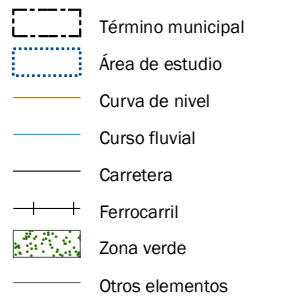 Término municipal
Área de estudio
Curva de nivel
Curso fluvial
Carretera
Ferrocarril
Zona verde
Otros elementos